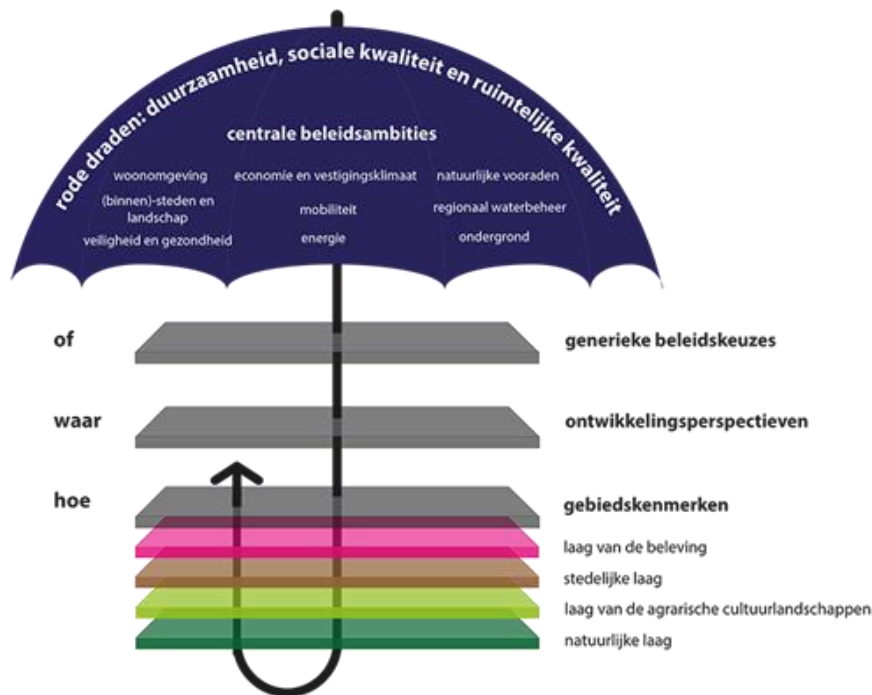 rode draden: duurzaamheid, sociale kwaliteit en ruimtelijke kwaliteit
centrale beleidsambities
woonomgeving
economie en vestigingsklimaat
natuurlijke vooraden
(binnen)-steden en
landschap
mobiliteit
regionaal waterbeheer
veiligheid en gezondheid
energie
ondergrond
of
generieke beleidskeuzes
waar
ontwikkelingsperspectieven
hoe
gebiedskenmerken
laag van de beleving
stedelijke laag
laag van de agrarische cultuurlandschappen
natuurlijke laag